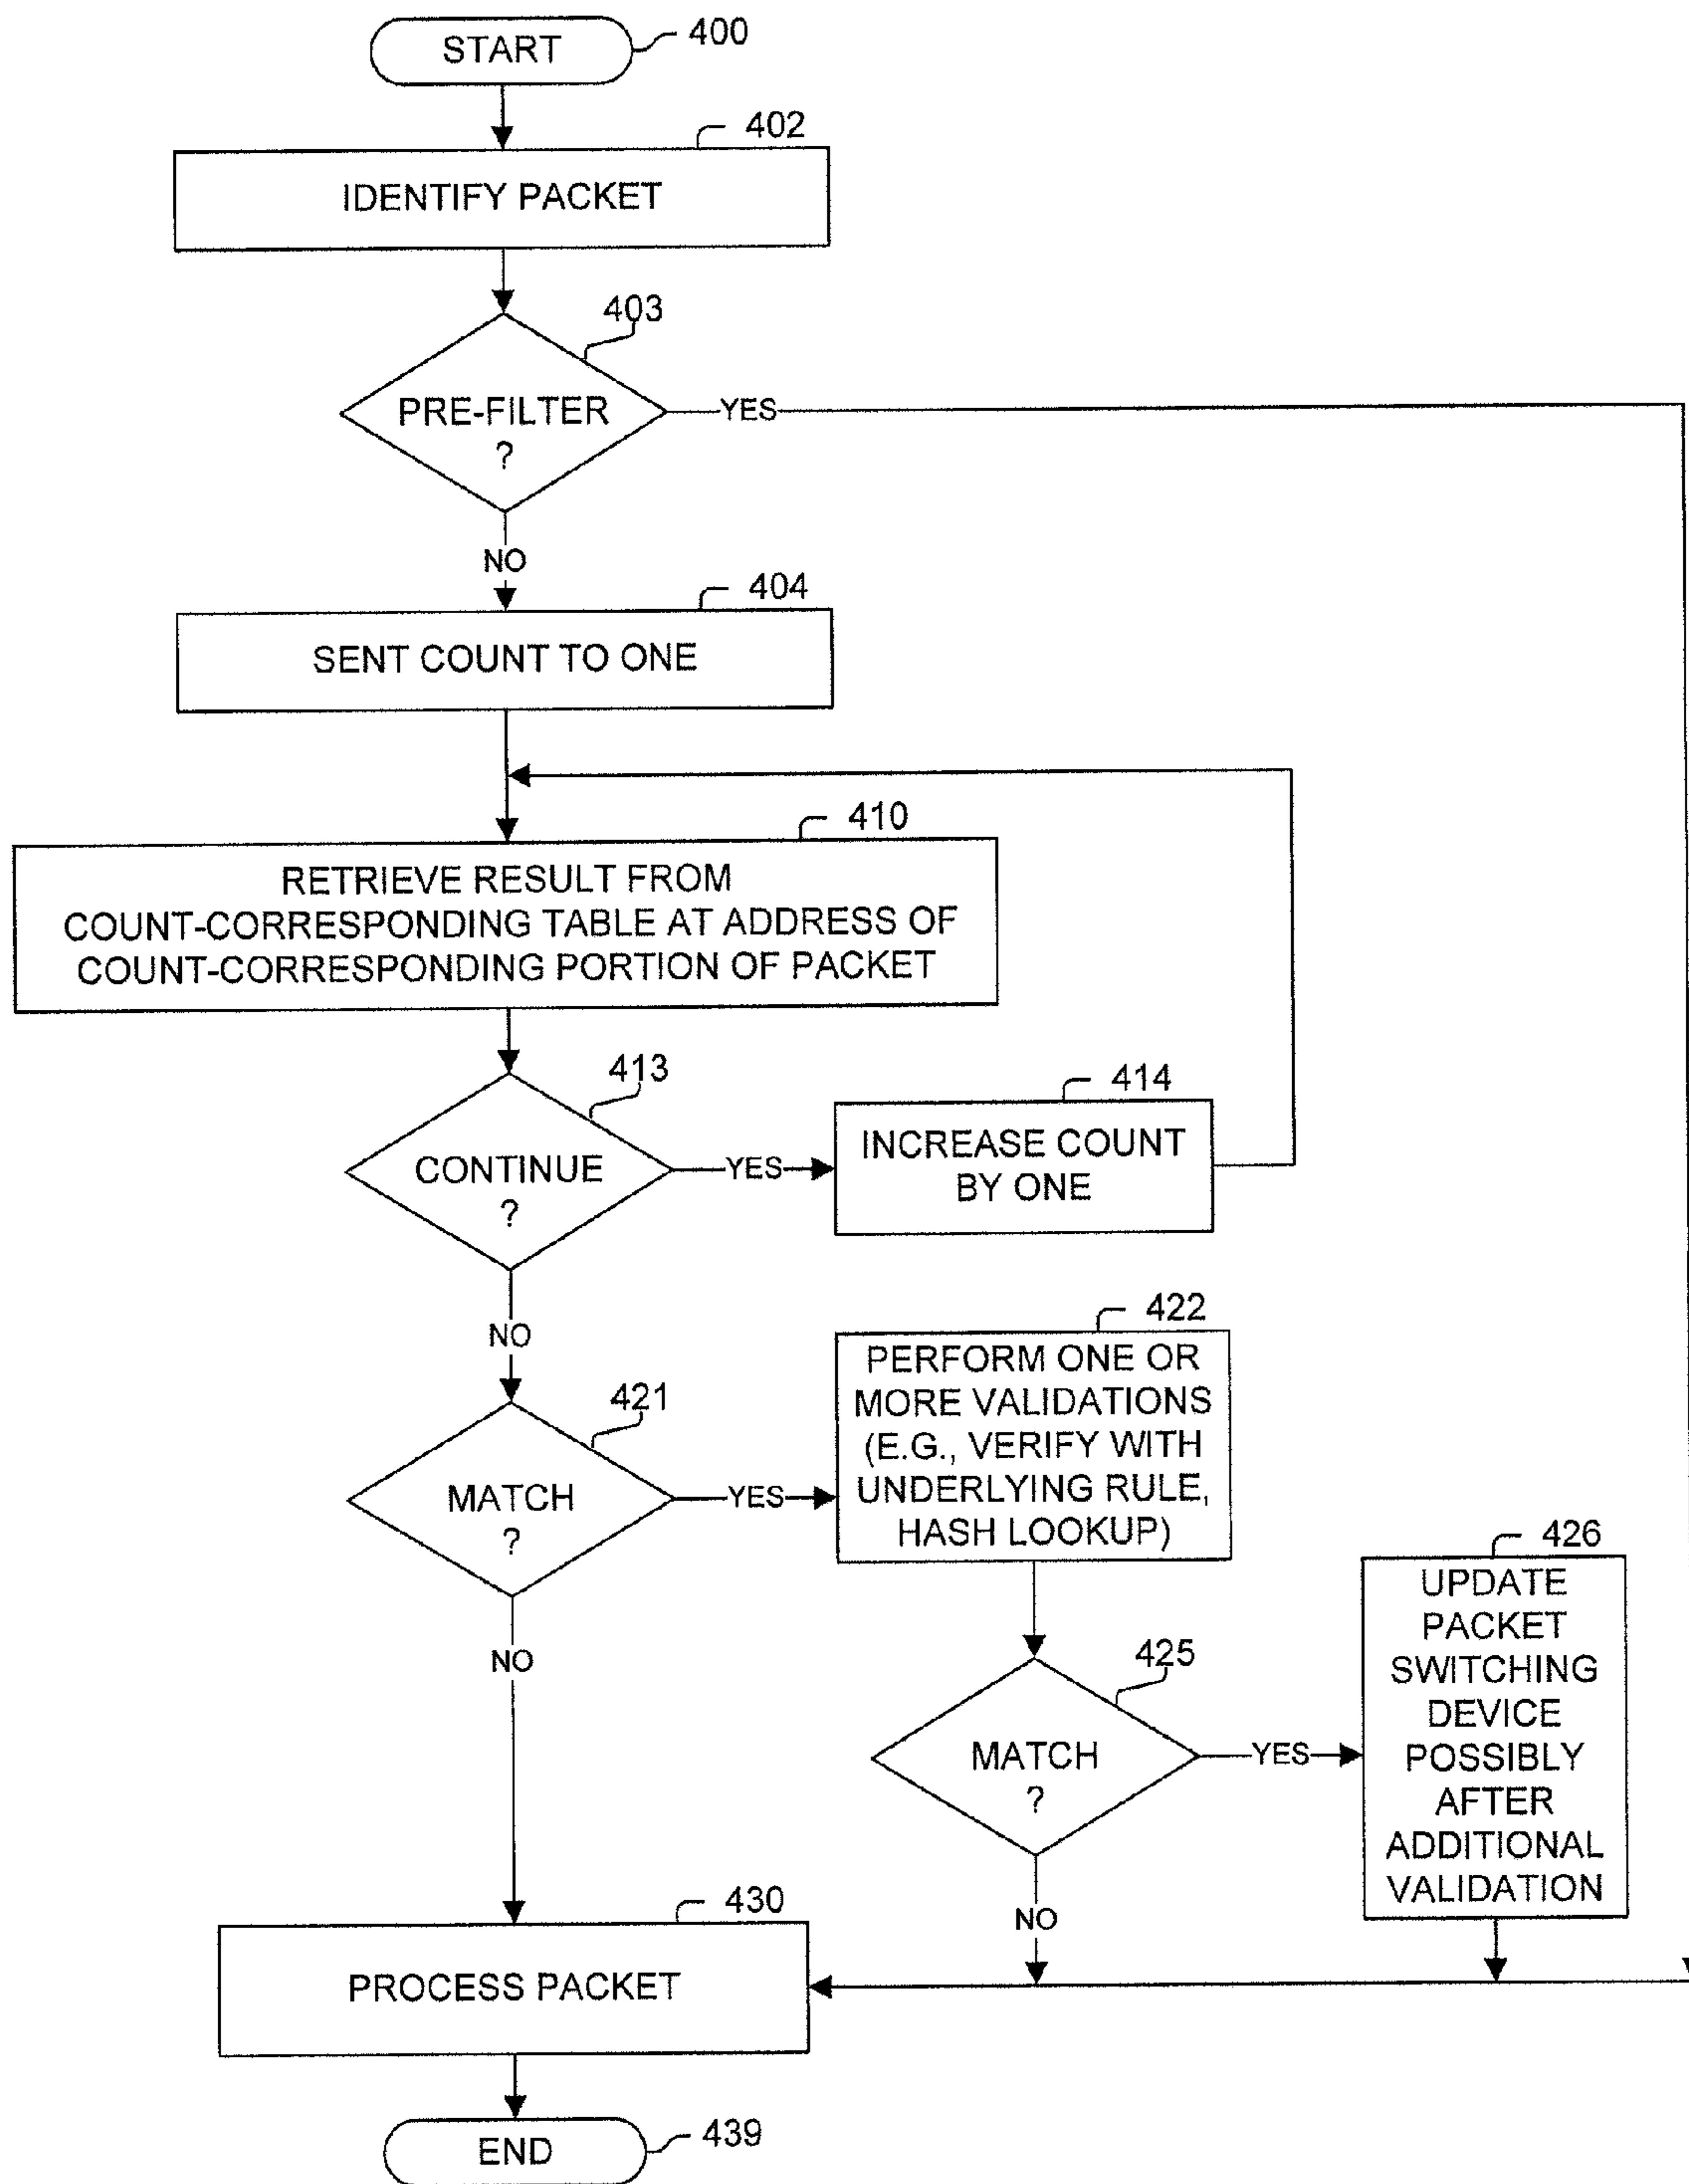 START
400
402
IDENTIFY PACKET
403
PRE-FILTER
?
YES
NO
404
SENT COUNT TO ONE
410
RETRIEVE RESULT FROM
COUNT-CORRESPONDING TABLE AT ADDRESS OF
COUNT-CORRESPONDING PORTION OF PACKET
413
CONTINUE
?
YES
414
INCREASE COUNT
BY ONE
NO
421
MATCH
?
YES
422
PERFORM ONE OR
MORE VALIDATIONS
(E.G., VERIFY WITH
UNDERLYING RULE,
HASH LOOKUP)
NO
425
MATCH
?
YES
426
UPDATE
PACKET
SWITCHING
DEVICE
POSSIBLY
AFTER
ADDITIONAL
VALIDATION
NO
430
PROCESS PACKET
END
439